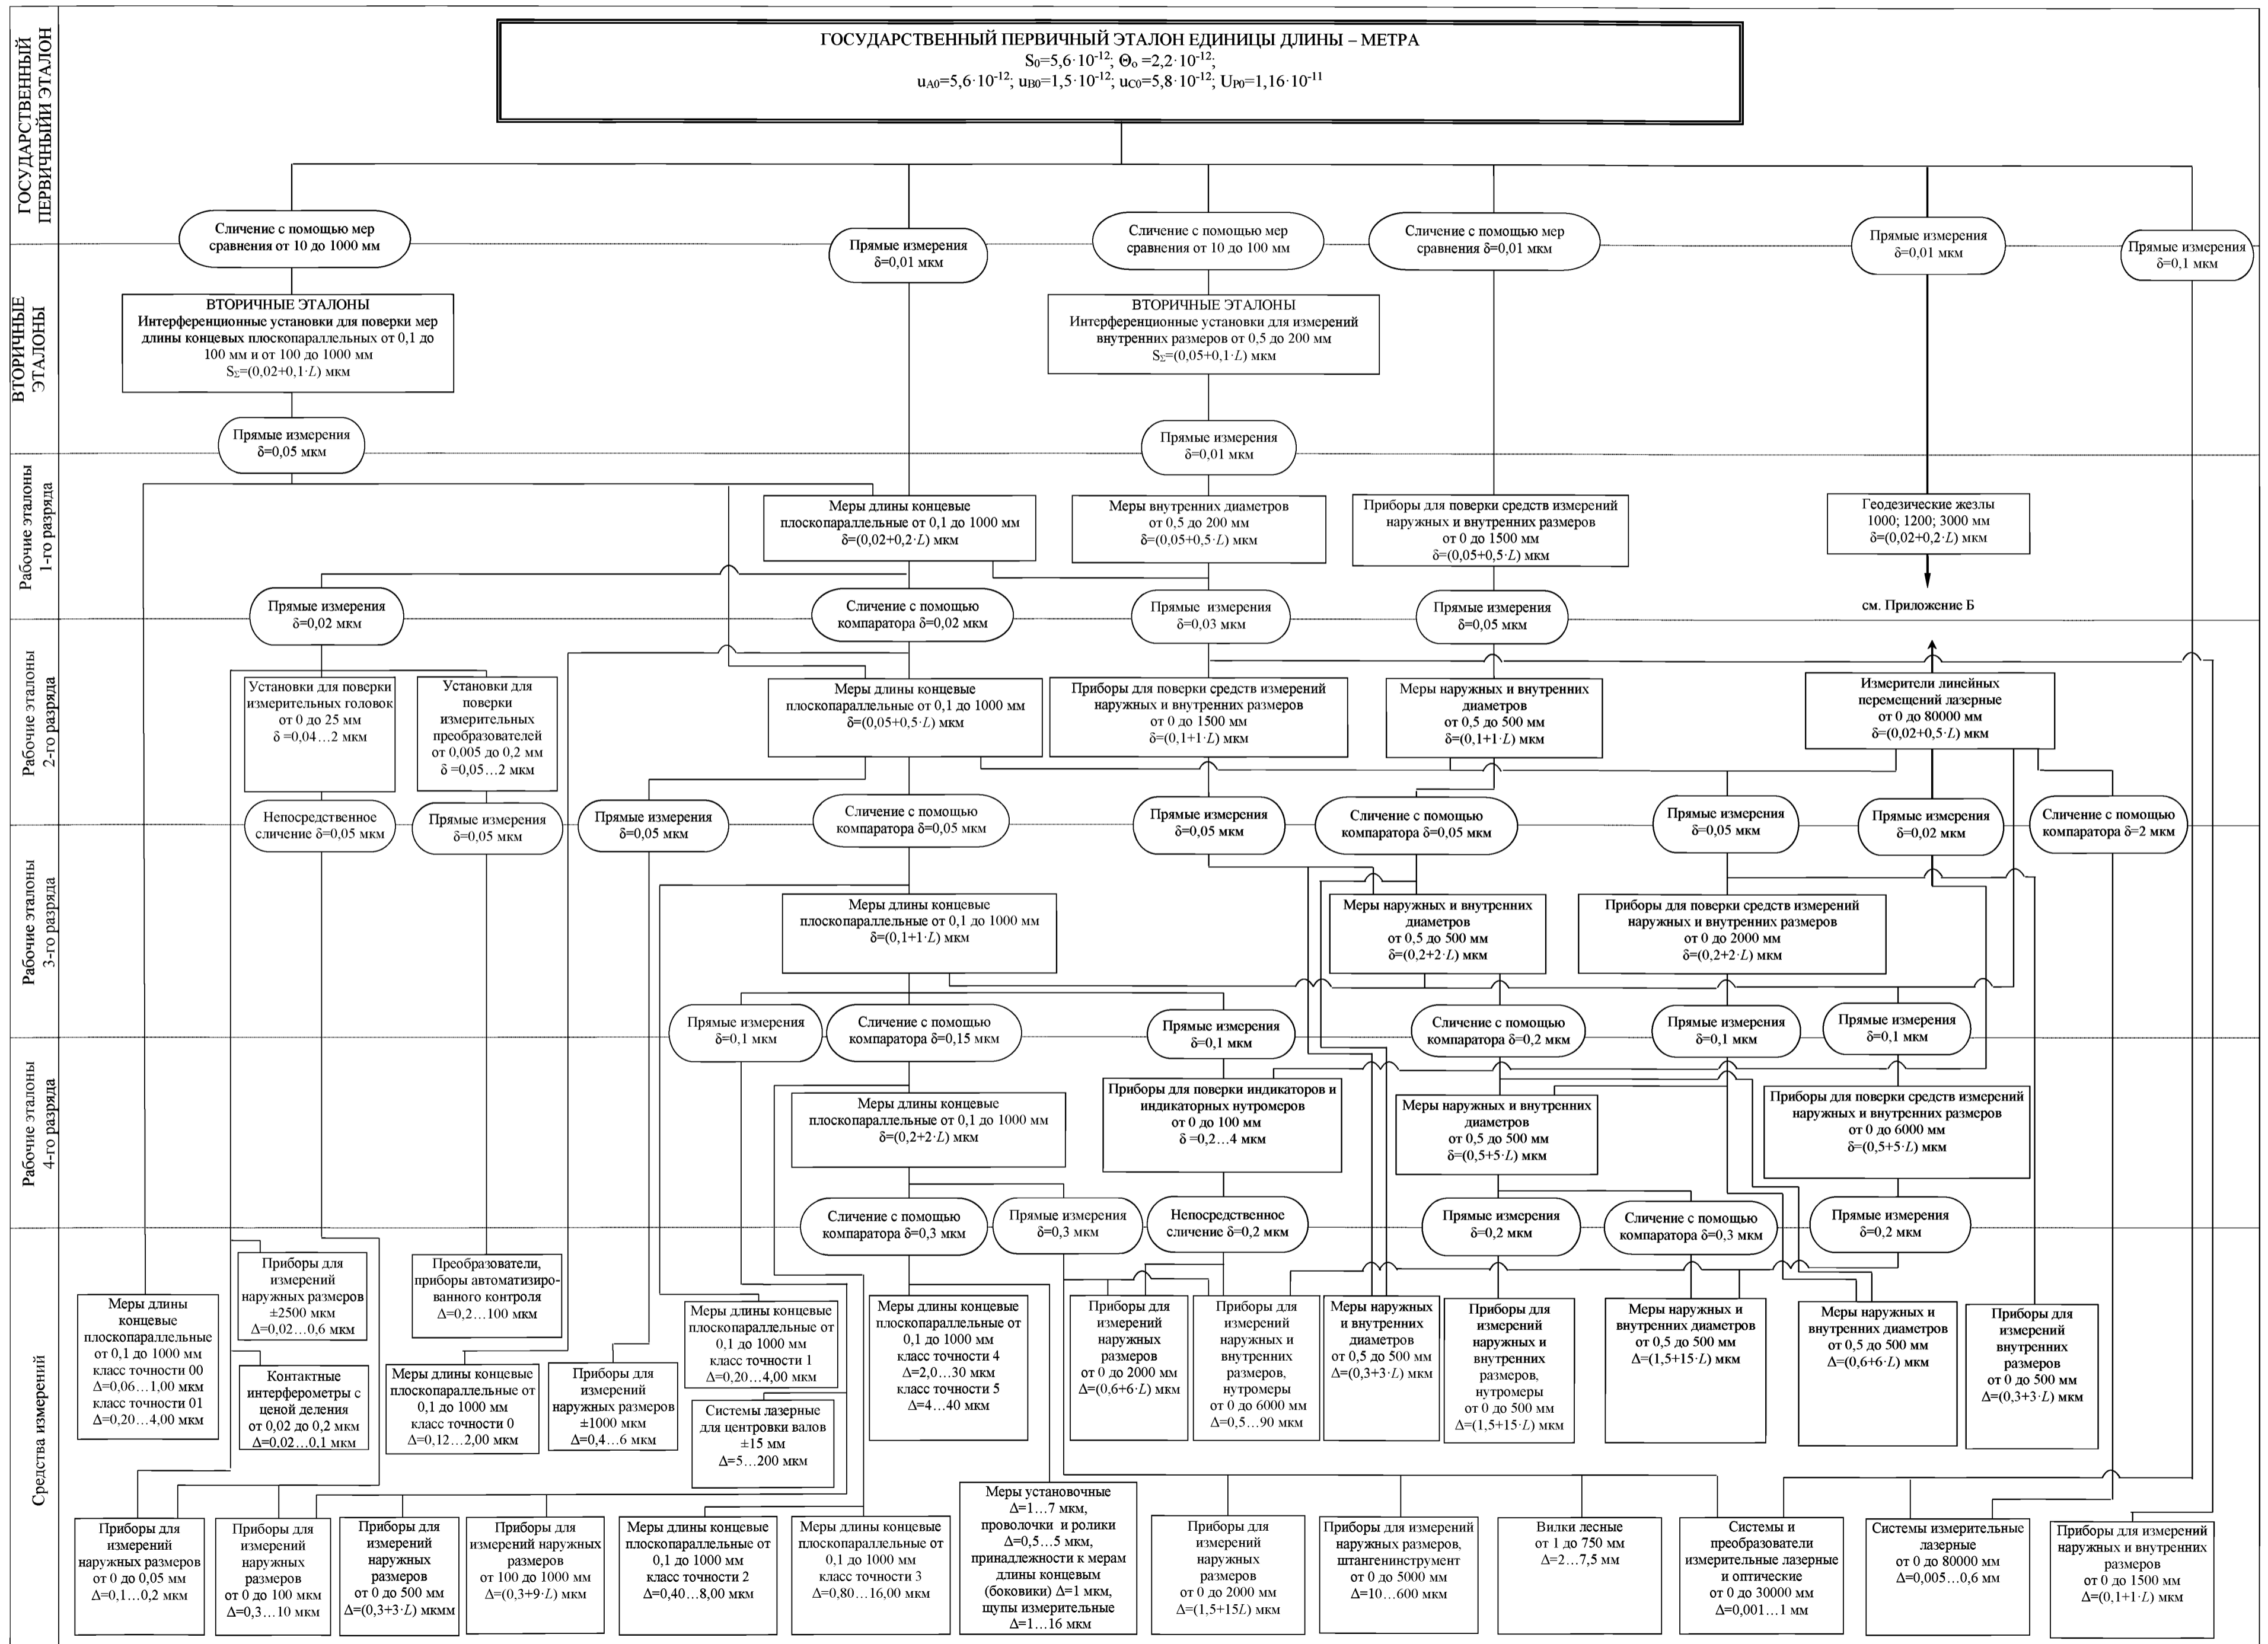 ГОСУДАРСТВЕННЫЙ
ПЕРВИЧНЫЙ ЭТАЛОН
ГОСУДАРСТВЕННЫЙ ПЕРВИЧНЫЙ ЭТАЛОН ЕДИНИЦЫ ДЛИНЫ – МЕТРА
S₀=5,6·10⁻¹²; Θₒ =2,2·10⁻¹²;
u_A0=5,6·10⁻¹²; u_B0=1,5·10⁻¹²; u_C0=5,8·10⁻¹²; U_P0=1,16·10⁻¹¹
Сличение с помощью мер
сравнения от 10 до 1000 мм
Прямые измерения
δ=0,01 мкм
Сличение с помощью мер
сравнения от 10 до 100 мм
Сличение с помощью мер
сравнения δ=0,01 мкм
Прямые измерения
δ=0,01 мкм
Прямые измерения
δ=0,1 мкм
ВТОРИЧНЫЕ
ЭТАЛОНЫ
ВТОРИЧНЫЕ ЭТАЛОНЫ
Интерференционные установки для поверки мер
длины концевых плоскопараллельных от 0,1 до
100 мм и от 100 до 1000 мм
S_Σ=(0,02+0,1·L) мкм
ВТОРИЧНЫЕ ЭТАЛОНЫ
Интерференционные установки для измерений
внутренних размеров от 0,5 до 200 мм
S_Σ=(0,05+0,1·L) мкм
Прямые измерения
δ=0,05 мкм
Прямые измерения
δ=0,01 мкм
Рабочие эталоны
1-го разряда
Меры длины концевые
плоскопараллельные от 0,1 до 1000 мм
δ=(0,02+0,2·L) мкм
Меры внутренних диаметров
от 0,5 до 200 мм
δ=(0,05+0,5·L) мкм
Приборы для поверки средств измерений
наружных и внутренних размеров
от 0 до 1500 мм
δ=(0,05+0,5·L) мкм
Геодезические жезлы
1000; 1200; 3000 мм
δ=(0,02+0,2·L) мкм
Прямые измерения
δ=0,02 мкм
Сличение с помощью
компаратора δ=0,02 мкм
Прямые измерения
δ=0,03 мкм
Прямые измерения
δ=0,05 мкм
см. Приложение Б
Рабочие эталоны
2-го разряда
Установки для поверки
измерительных головок
от 0 до 25 мм
δ =0,04…2 мкм
Установки для
поверки
измерительных
преобразователей
от 0,005 до 0,2 мм
δ =0,05…2 мкм
Меры длины концевые
плоскопараллельные от 0,1 до 1000 мм
δ=(0,05+0,5·L) мкм
Приборы для поверки средств измерений
наружных и внутренних размеров
от 0 до 1500 мм
δ=(0,1+1·L) мкм
Меры наружных и внутренних
диаметров
от 0,5 до 500 мм
δ=(0,1+1·L) мкм
Измерители линейных
перемещений лазерные
от 0 до 80000 мм
δ=(0,02+0,5·L) мкм
Непосредственное
сличение δ=0,05 мкм
Прямые измерения
δ=0,05 мкм
Прямые измерения
δ=0,05 мкм
Сличение с помощью
компаратора δ=0,05 мкм
Прямые измерения
δ=0,05 мкм
Сличение с помощью
компаратора δ=0,05 мкм
Прямые измерения
δ=0,05 мкм
Прямые измерения
δ=0,02 мкм
Сличение с помощью
компаратора δ=2 мкм
Рабочие эталоны
3-го разряда
Меры длины концевые
плоскопараллельные от 0,1 до 1000 мм
δ=(0,1+1·L) мкм
Меры наружных и внутренних
диаметров
от 0,5 до 500 мм
δ=(0,2+2·L) мкм
Приборы для поверки средств измерений
наружных и внутренних размеров
от 0 до 2000 мм
δ=(0,2+2·L) мкм
Прямые измерения
δ=0,1 мкм
Сличение с помощью
компаратора δ=0,15 мкм
Прямые измерения
δ=0,1 мкм
Сличение с помощью
компаратора δ=0,2 мкм
Прямые измерения
δ=0,1 мкм
Прямые измерения
δ=0,1 мкм
Рабочие эталоны
4-го разряда
Меры длины концевые
плоскопараллельные от 0,1 до 1000 мм
δ=(0,2+2·L) мкм
Приборы для поверки индикаторов и
индикаторных нутромеров
от 0 до 100 мм
δ =0,2…4 мкм
Меры наружных и внутренних
диаметров
от 0,5 до 500 мм
δ=(0,5+5·L) мкм
Приборы для поверки средств измерений
наружных и внутренних размеров
от 0 до 6000 мм
δ=(0,5+5·L) мкм
Сличение с помощью
компаратора δ=0,3 мкм
Прямые измерения
δ=0,3 мкм
Непосредственное
сличение δ=0,2 мкм
Прямые измерения
δ=0,2 мкм
Сличение с помощью
компаратора δ=0,3 мкм
Прямые измерения
δ=0,2 мкм
Средства измерений
Меры длины
концевые
плоскопараллельные
от 0,1 до 1000 мм
класс точности 00
Δ=0,06…1,00 мкм
класс точности 01
Δ=0,20…4,00 мкм
Приборы для
измерений
наружных размеров
±2500 мкм
Δ=0,02…0,6 мкм
Контактные
интерферометры с
ценой деления
от 0,02 до 0,2 мкм
Δ=0,02…0,1 мкм
Преобразователи,
приборы автоматизиро-
ванного контроля
Δ=0,2…100 мкм
Меры длины концевые
плоскопараллельные от
0,1 до 1000 мм
класс точности 0
Δ=0,12…2,00 мкм
Приборы для
измерений
наружных размеров
±1000 мкм
Δ=0,4…6 мкм
Меры длины концевые
плоскопараллельные от
0,1 до 1000 мм
класс точности 1
Δ=0,20…4,00 мкм
Системы лазерные
для центровки валов
±15 мм
Δ=5…200 мкм
Меры длины концевые
плоскопараллельные от
0,1 до 1000 мм
класс точности 4
Δ=2,0…30 мкм
класс точности 5
Δ=4…40 мкм
Приборы для
измерений
наружных
размеров
от 0 до 2000 мм
Δ=(0,6+6·L) мкм
Приборы для
измерений
наружных и
внутренних
размеров,
нутромеры
от 0 до 6000 мм
Δ=0,5…90 мкм
Меры наружных
и внутренних
диаметров
от 0,5 до 500 мм
Δ=(0,3+3·L) мкм
Приборы для
измерений
наружных и
внутренних
размеров,
нутромеры
от 0 до 500 мм
Δ=(1,5+15·L) мкм
Меры наружных и
внутренних диаметров
от 0,5 до 500 мм
Δ=(1,5+15·L) мкм
Меры наружных и
внутренних диаметров
от 0,5 до 500 мм
Δ=(0,6+6·L) мкм
Приборы для
измерений
внутренних
размеров
от 0 до 500 мм
Δ=(0,3+3·L) мкм
Приборы для
измерений
наружных размеров
от 0 до 0,05 мм
Δ=0,1…0,2 мкм
Приборы для
измерений
наружных
размеров
от 0 до 100 мм
Δ=0,3…10 мкм
Приборы для
измерений
наружных
размеров
от 0 до 500 мм
Δ=(0,3+3·L) мкмм
Приборы для
измерений наружных
размеров
от 100 до 1000 мм
Δ=(0,3+9·L) мкм
Меры длины концевые
плоскопараллельные от
0,1 до 1000 мм
класс точности 2
Δ=0,40…8,00 мкм
Меры длины концевые
плоскопараллельные от
0,1 до 1000 мм
класс точности 3
Δ=0,80…16,00 мкм
Меры установочные
Δ=1…7 мкм,
проволочки и ролики
Δ=0,5…5 мкм,
принадлежности к мерам
длины концевым
(боковики) Δ=1 мкм,
щупы измерительные
Δ=1…16 мкм
Приборы для
измерений
наружных
размеров
от 0 до 2000 мм
Δ=(1,5+15L) мкм
Приборы для измерений
наружных размеров,
штангенинструмент
от 0 до 5000 мм
Δ=10…600 мкм
Вилки лесные
от 1 до 750 мм
Δ=2…7,5 мм
Системы и
преобразователи
измерительные лазерные
и оптические
от 0 до 30000 мм
Δ=0,001…1 мм
Системы измерительные
лазерные
от 0 до 80000 мм
Δ=0,005…0,6 мм
Приборы для измерений
наружных и внутренних
размеров
от 0 до 1500 мм
Δ=(0,1+1·L) мкм